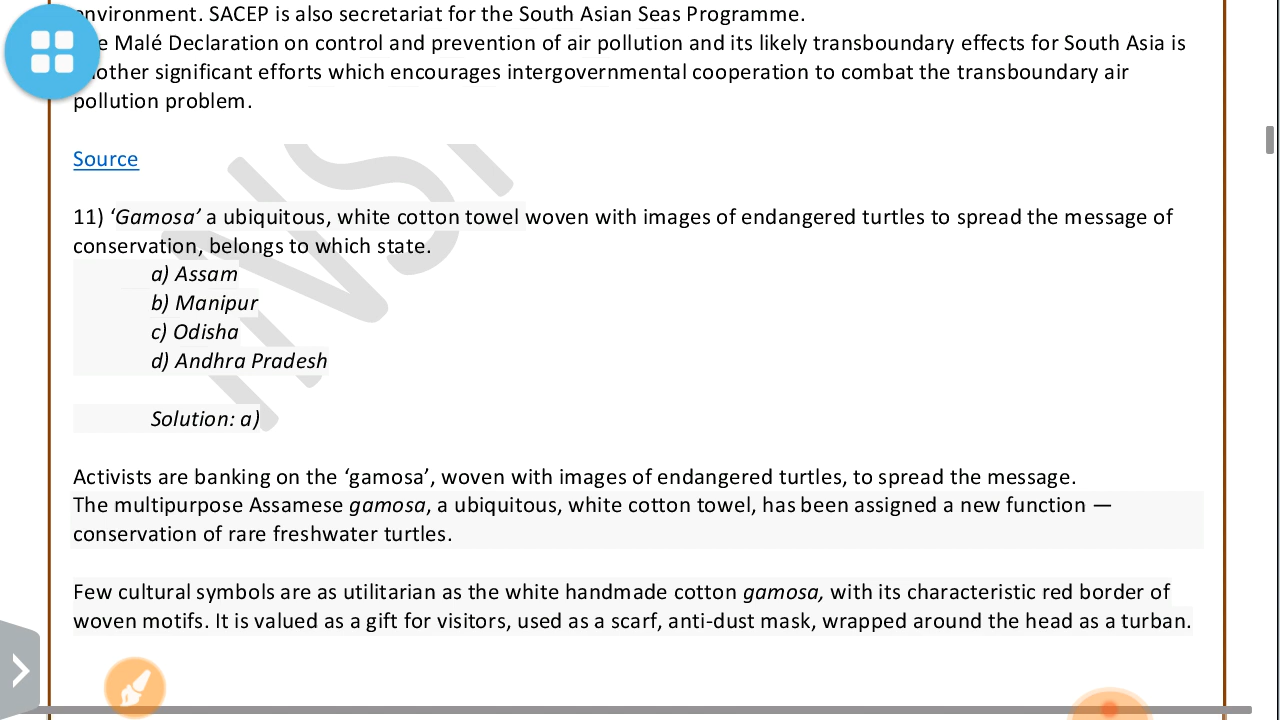 environment. SACEP is also secretariat for the South Asian Seas Programme.
Malé Declaration on control and prevention of air pollution and its likely transboundary effects for South Asia is
other significant efforts which encourages intergovernmental cooperation to combat the transboundary air
pollution problem.
Source
11) ‘Gamosa’ a ubiquitous, white cotton towel woven with images of endangered turtles to spread the message of
conservation, belongs to which state.
a) Assam
b) Manipur
c) Odisha
d) Andhra Pradesh
Solution: a)
Activists are banking on the ‘gamosa’, woven with images of endangered turtles, to spread the message.
The multipurpose Assamese gamosa, a ubiquitous, white cotton towel, has been assigned a new function —
conservation of rare freshwater turtles.
Few cultural symbols are as utilitarian as the white handmade cotton gamosa, with its characteristic red border of
woven motifs. It is valued as a gift for visitors, used as a scarf, anti-dust mask, wrapped around the head as a turban.